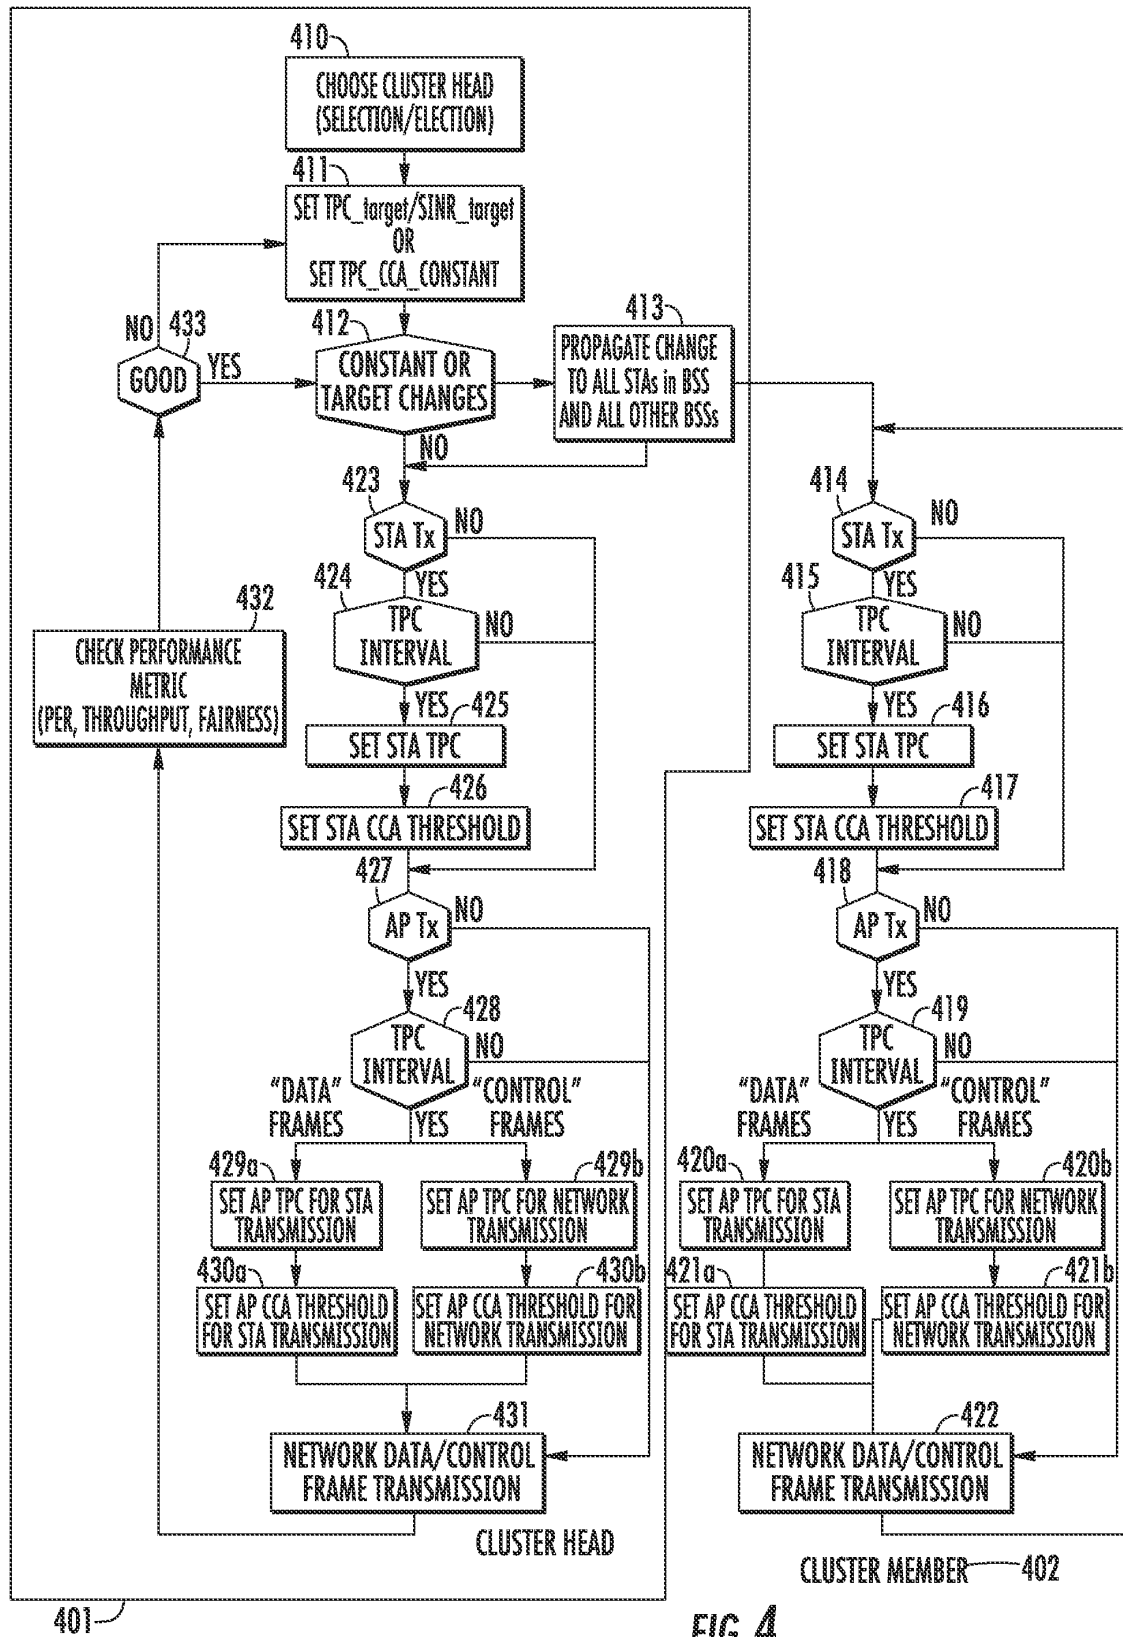 410
CHOOSE CLUSTER HEAD
(SELECTION/ELECTION)
411
SET TPC_target/SINR_target
OR
SET TPC_CCA_CONSTANT
NO
433
GOOD
YES
412
CONSTANT OR
TARGET CHANGES
NO
413
PROPAGATE CHANGE
TO ALL STAs in BSS
AND ALL OTHER BSSs
423
STA Tx
NO
YES
424
TPC
INTERVAL
NO
YES
425
SET STA TPC
426
SET STA CCA THRESHOLD
427
AP Tx
NO
YES
428
TPC
INTERVAL
NO
"DATA"
FRAMES
YES
"CONTROL"
FRAMES
429a
SET AP TPC FOR STA
TRANSMISSION
429b
SET AP TPC FOR NETWORK
TRANSMISSION
430a
SET AP CCA THRESHOLD
FOR STA TRANSMISSION
430b
SET AP CCA THRESHOLD FOR
NETWORK TRANSMISSION
431
NETWORK DATA/CONTROL
FRAME TRANSMISSION
432
CHECK PERFORMANCE
METRIC
(PER, THROUGHPUT, FAIRNESS)
CLUSTER HEAD
401
414
STA Tx
NO
YES
415
TPC
INTERVAL
NO
YES
416
SET STA TPC
417
SET STA CCA THRESHOLD
418
AP Tx
NO
YES
419
TPC
INTERVAL
NO
"DATA"
FRAMES
YES
"CONTROL"
FRAMES
420a
SET AP TPC FOR STA
TRANSMISSION
420b
SET AP TPC FOR NETWORK
TRANSMISSION
421a
SET AP CCA THRESHOLD
FOR STA TRANSMISSION
421b
SET AP CCA THRESHOLD FOR
NETWORK TRANSMISSION
422
NETWORK DATA/CONTROL
FRAME TRANSMISSION
CLUSTER MEMBER
402
FIG. 4